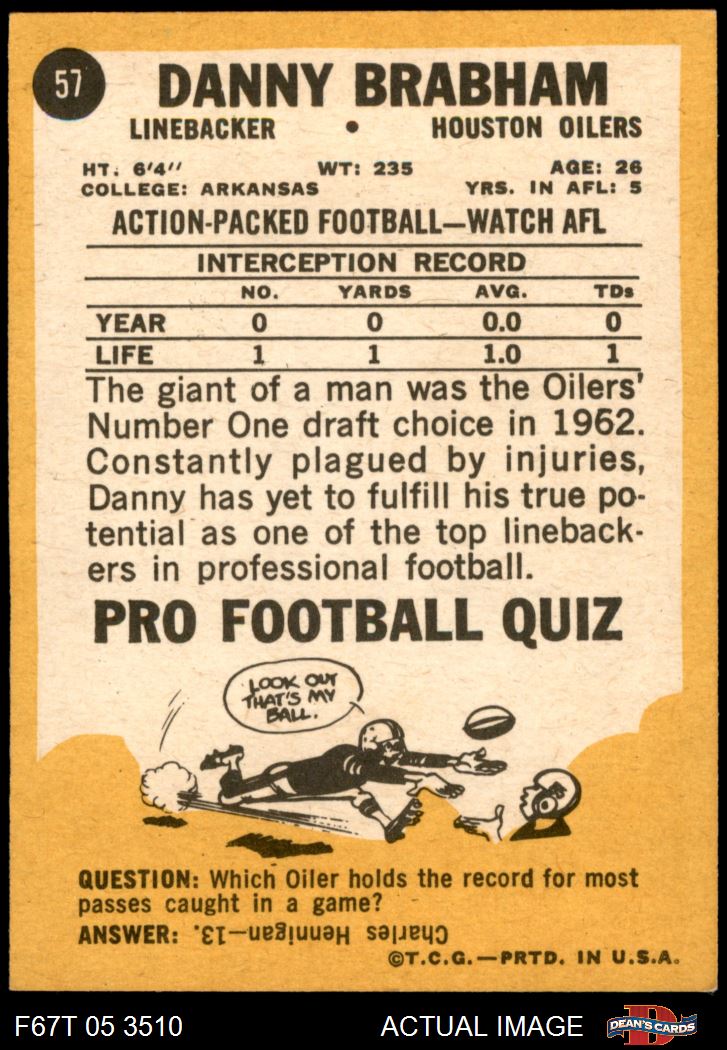 57
DANNY BRABHAM
LINEBACKER • HOUSTON OILERS
HT. 6'4'' WT: 235 AGE: 26
COLLEGE: ARKANSAS YRS. IN AFL: 5
ACTION-PACKED FOOTBALL—WATCH AFL
INTERCEPTION RECORD
NO. YARDS AVG. TDs
YEAR 0 0 0.0 0
LIFE 1 1 1.0 1
The giant of a man was the Oilers'
Number One draft choice in 1962.
Constantly plagued by injuries,
Danny has yet to fulfill his true po-
tential as one of the top lineback-
ers in professional football.
PRO FOOTBALL QUIZ
LOOK OUT
THAT'S MY
BALL.
QUESTION: Which Oiler holds the record for most
passes caught in a game?
ANSWER: Charles Hennigan—13.
©T.C.G.—PRTD. IN U.S.A.
F67T 05 3510 ACTUAL IMAGE
D
DEAN'S CARDS